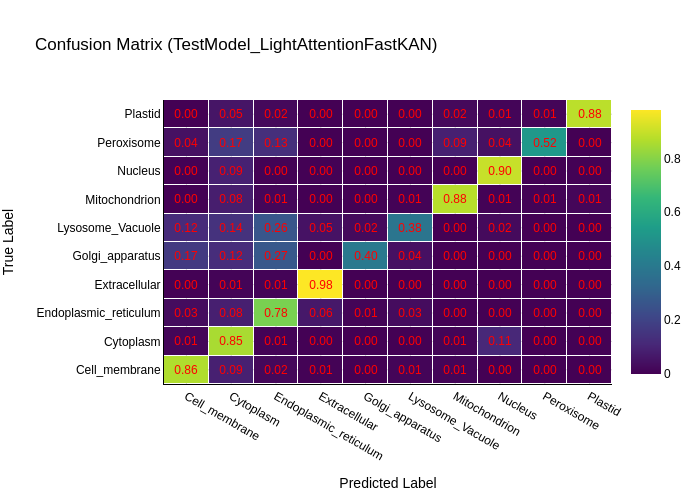 Confusion Matrix (TestModel_LightAttentionFastKAN)
Plastid 0.00 0.05 0.02 0.00 0.00 0.00 0.02 0.01 0.01 0.88
Peroxisome 0.04 0.17 0.13 0.00 0.00 0.00 0.09 0.04 0.52 0.00
Nucleus 0.00 0.09 0.00 0.00 0.00 0.00 0.00 0.90 0.00 0.00
Mitochondrion 0.00 0.08 0.01 0.00 0.00 0.01 0.88 0.01 0.01 0.01
Lysosome_Vacuole 0.12 0.14 0.26 0.05 0.02 0.38 0.00 0.02 0.00 0.00
Golgi_apparatus 0.17 0.12 0.27 0.00 0.40 0.04 0.00 0.00 0.00 0.00
Extracellular 0.00 0.01 0.01 0.98 0.00 0.00 0.00 0.00 0.00 0.00
Endoplasmic_reticulum 0.03 0.08 0.78 0.06 0.01 0.03 0.00 0.00 0.00 0.00
Cytoplasm 0.01 0.85 0.01 0.00 0.00 0.00 0.01 0.11 0.00 0.00
Cell_membrane 0.86 0.09 0.02 0.01 0.00 0.01 0.01 0.00 0.00 0.00
Cell_membrane
Cytoplasm
Endoplasmic_reticulum
Extracellular
Golgi_apparatus
Lysosome_Vacuole
Mitochondrion
Nucleus
Peroxisome
Plastid
Predicted Label
True Label
0.8
0.6
0.4
0.2
0